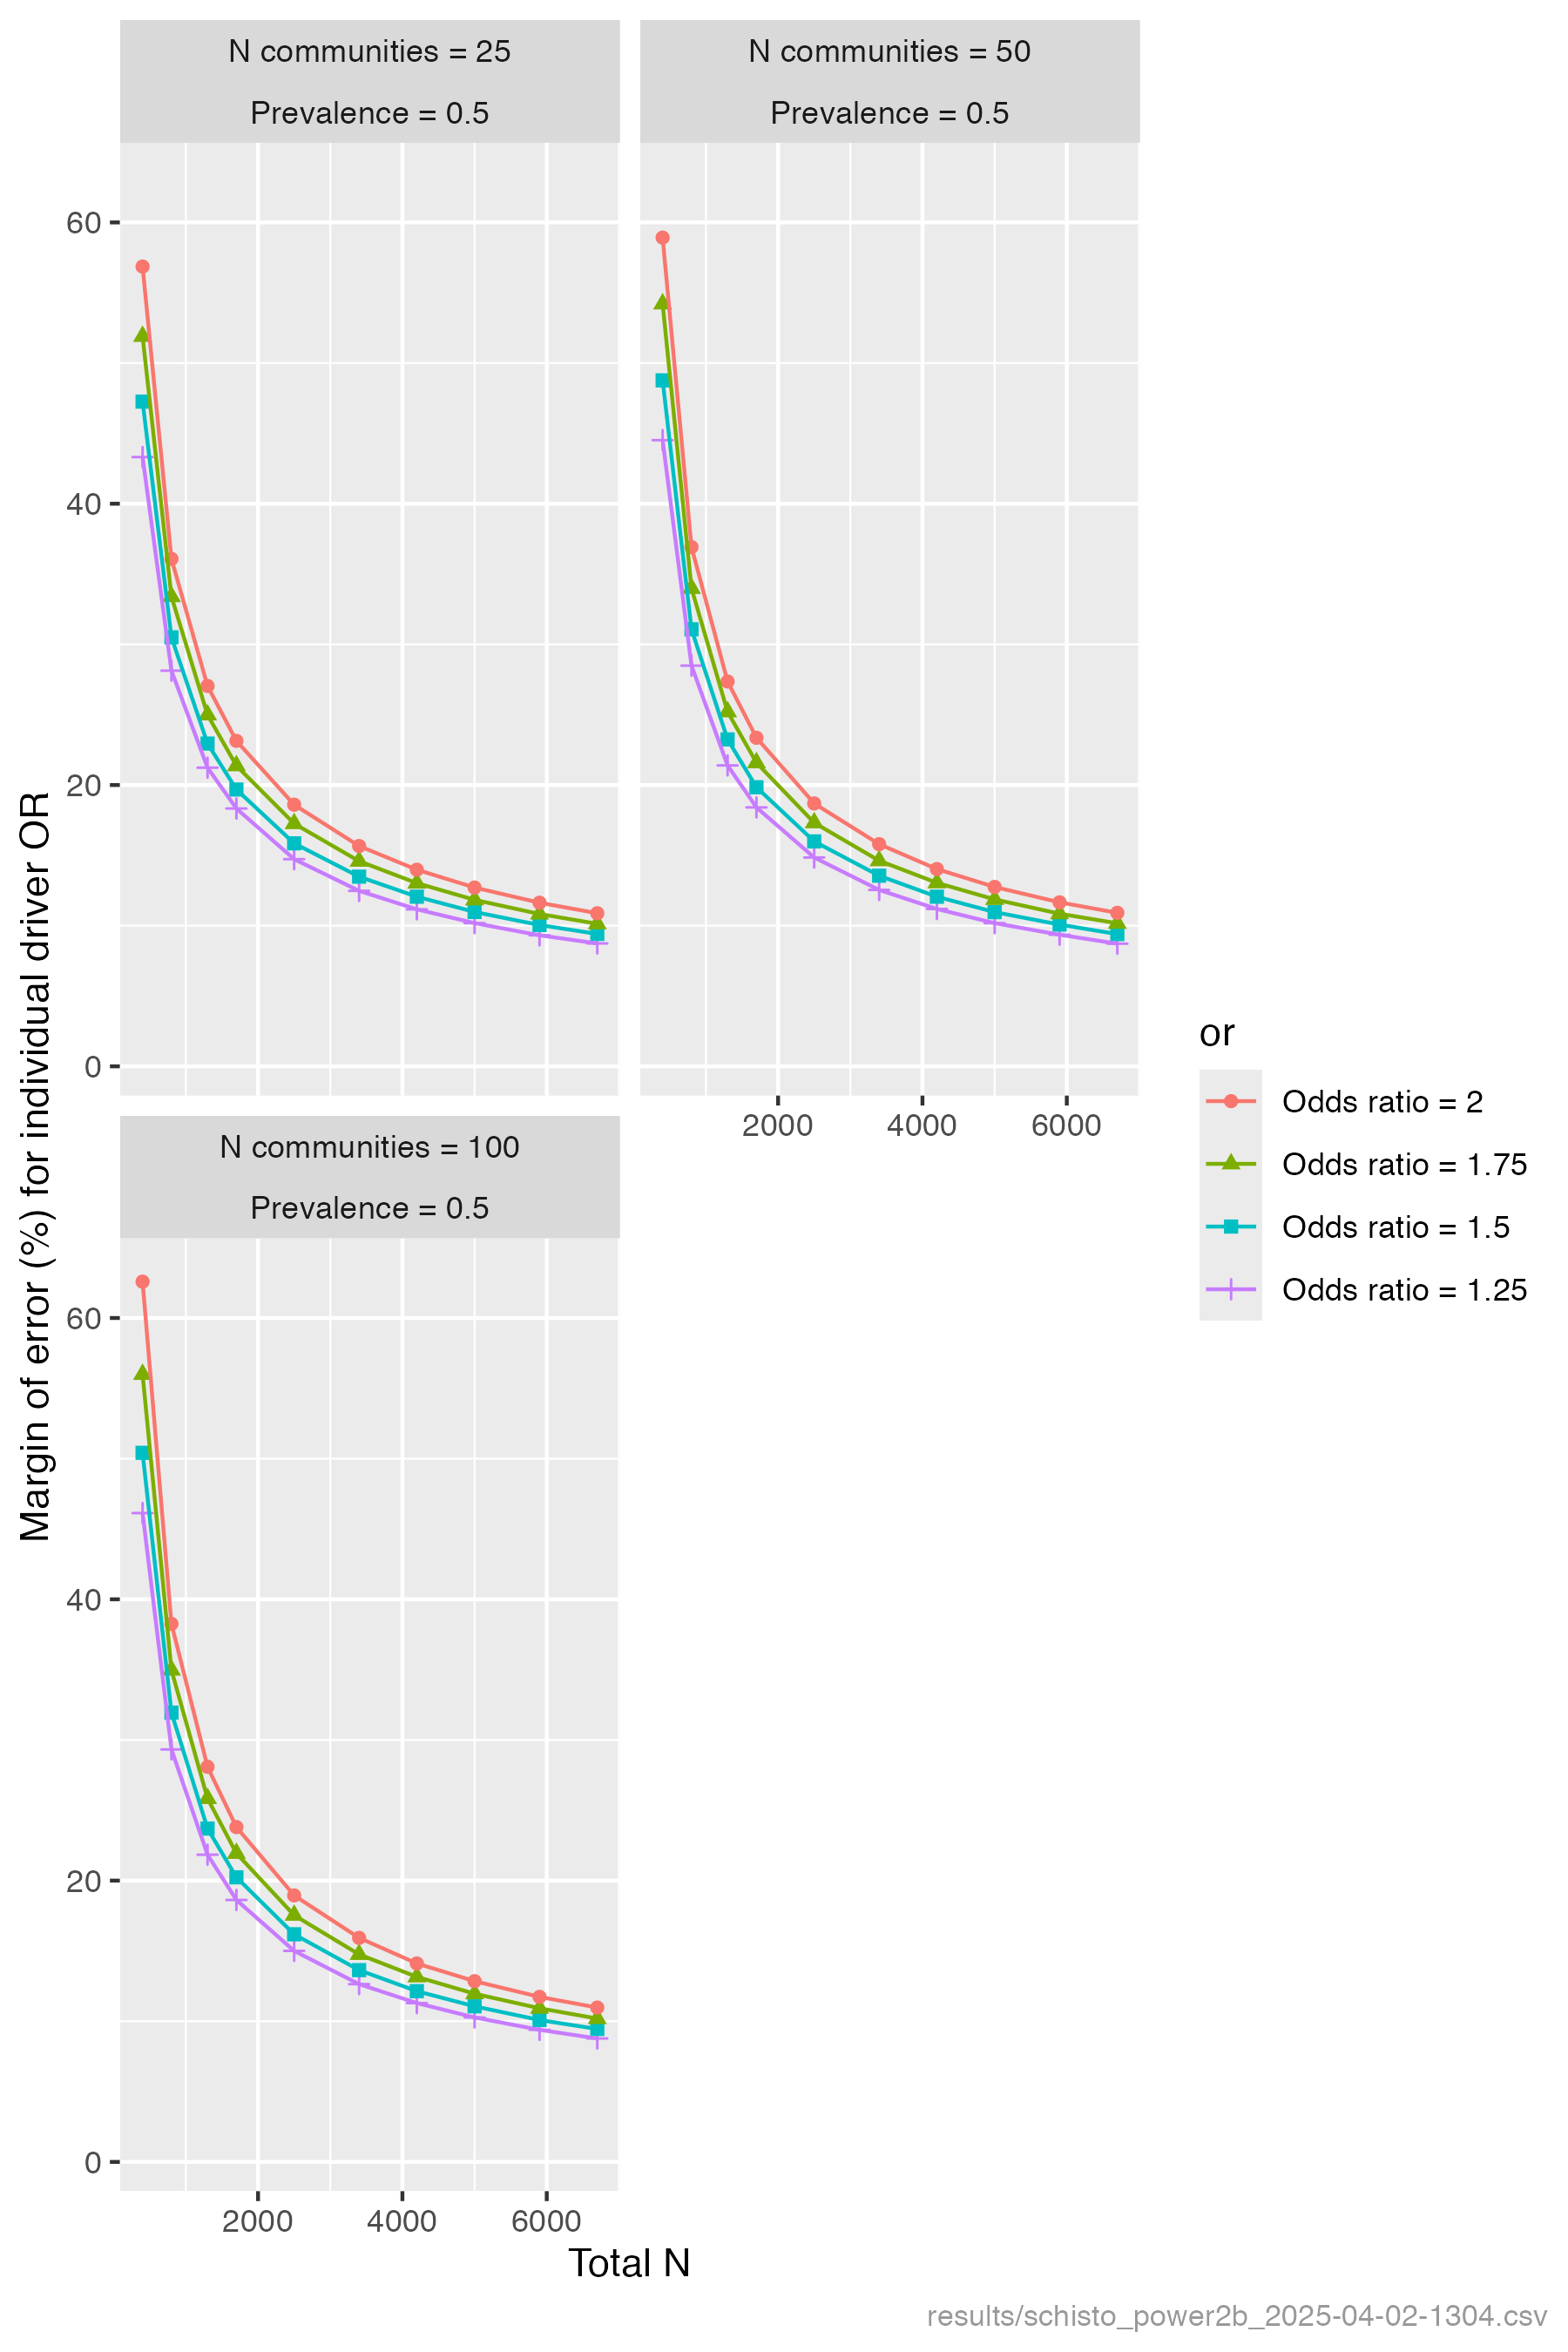 N communities = 25
Prevalence = 0.5
N communities = 50
Prevalence = 0.5
60
40
20
0
2000
4000
6000
N communities = 100
Prevalence = 0.5
60
40
20
0
2000
4000
6000
Margin of error (%) for individual driver OR
Total N
or
Odds ratio = 2
Odds ratio = 1.75
Odds ratio = 1.5
Odds ratio = 1.25
results/schisto_power2b_2025-04-02-1304.csv